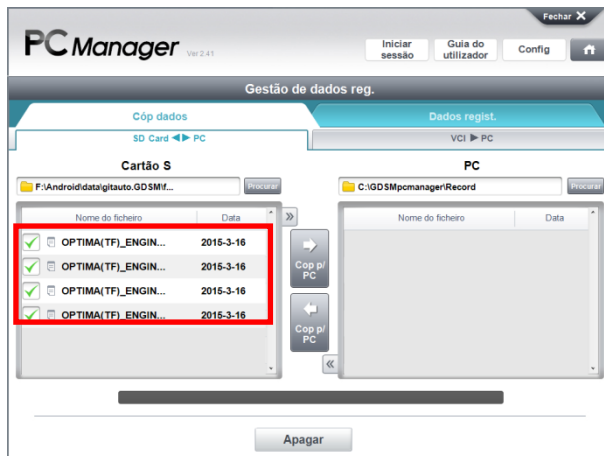 Fechar X
PC Manager Ver 2.41
Iniciar sessão
Guia do utilizador
Config
Gestão de dados reg.
Cóp dados
Dados regist.
SD Card ◀▶ PC
VCI ▶ PC
Cartão S
PC
F:\Android\data\gitauto.GDSM\f...
Procurar
C:\GDSMpcmanager\Record
Procurar
Nome do ficheiro Data
Nome do ficheiro Data
OPTIMA(TF)_ENGIN... 2015-3-16
OPTIMA(TF)_ENGIN... 2015-3-16
OPTIMA(TF)_ENGIN... 2015-3-16
OPTIMA(TF)_ENGIN... 2015-3-16
Cop p/
PC
Cop p/
PC
Apagar